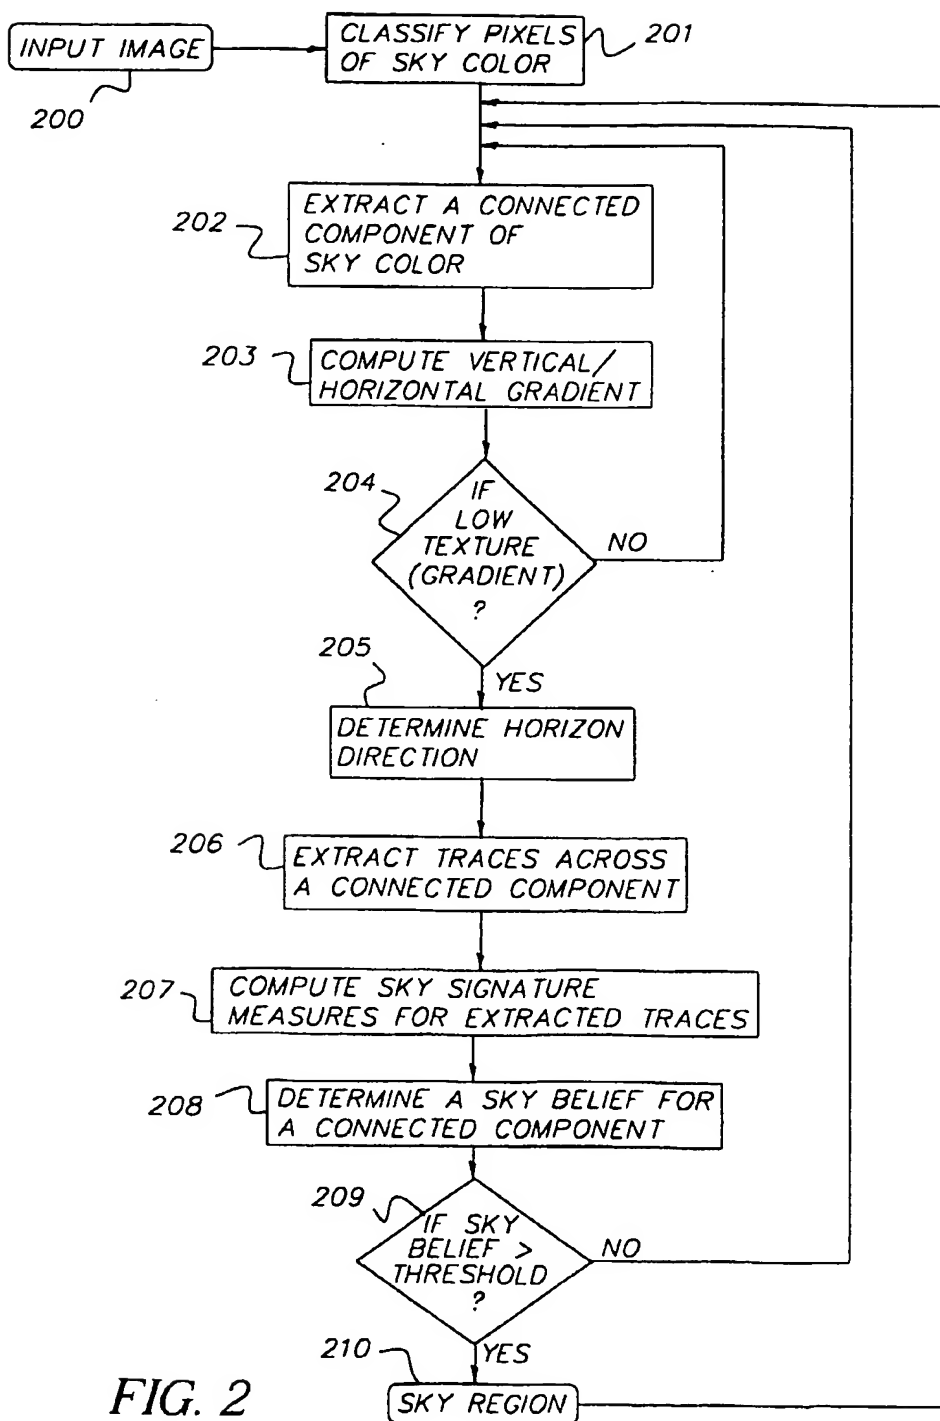 INPUT IMAGE
200
CLASSIFY PIXELS
OF SKY COLOR
201
EXTRACT A CONNECTED
COMPONENT OF
SKY COLOR
202
COMPUTE VERTICAL/
HORIZONTAL GRADIENT
203
204
IF
LOW
TEXTURE
(GRADIENT)
?
NO
YES
205
DETERMINE HORIZON
DIRECTION
206
EXTRACT TRACES ACROSS
A CONNECTED COMPONENT
207
COMPUTE SKY SIGNATURE
MEASURES FOR EXTRACTED TRACES
208
DETERMINE A SKY BELIEF FOR
A CONNECTED COMPONENT
209
IF SKY
BELIEF >
THRESHOLD
?
NO
YES
210
SKY REGION
FIG. 2